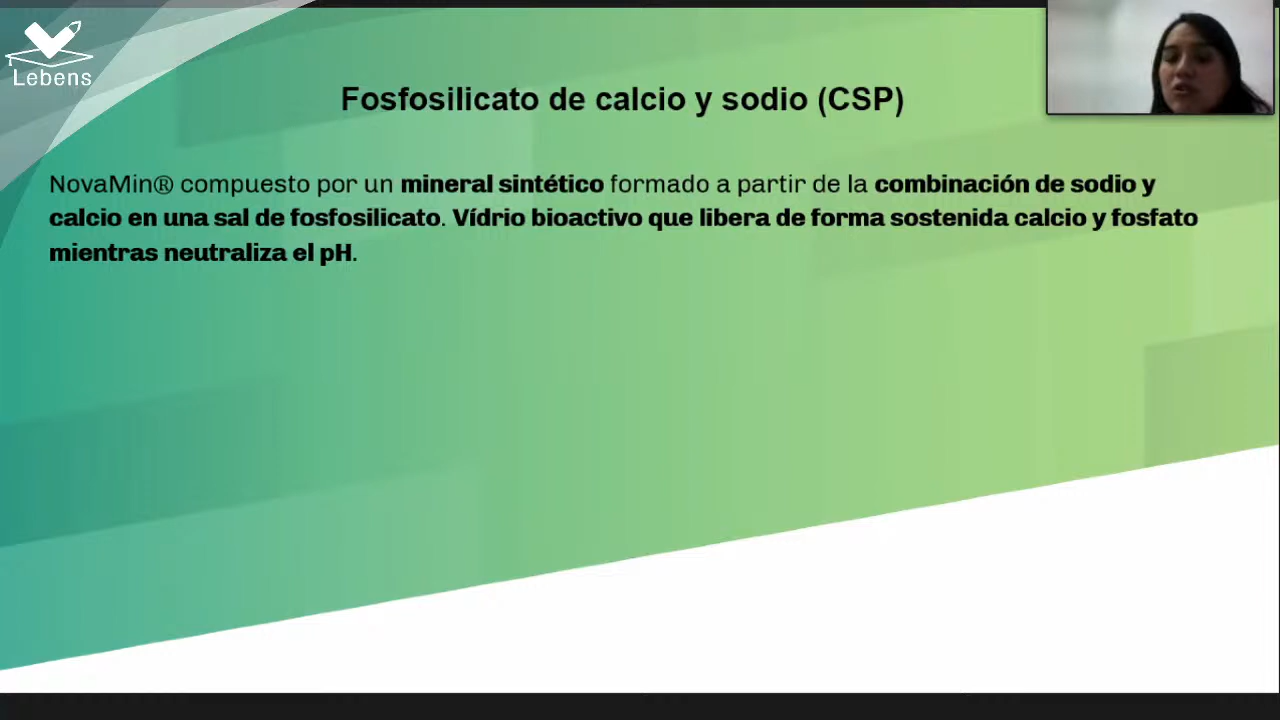 Lebens
Fosfosilicato de calcio y sodio (CSP)
NovaMin® compuesto por un mineral sintético formado a partir de la combinación de sodio y
calcio en una sal de fosfosilicato. Vídrio bioactivo que libera de forma sostenida calcio y fosfato
mientras neutraliza el pH.